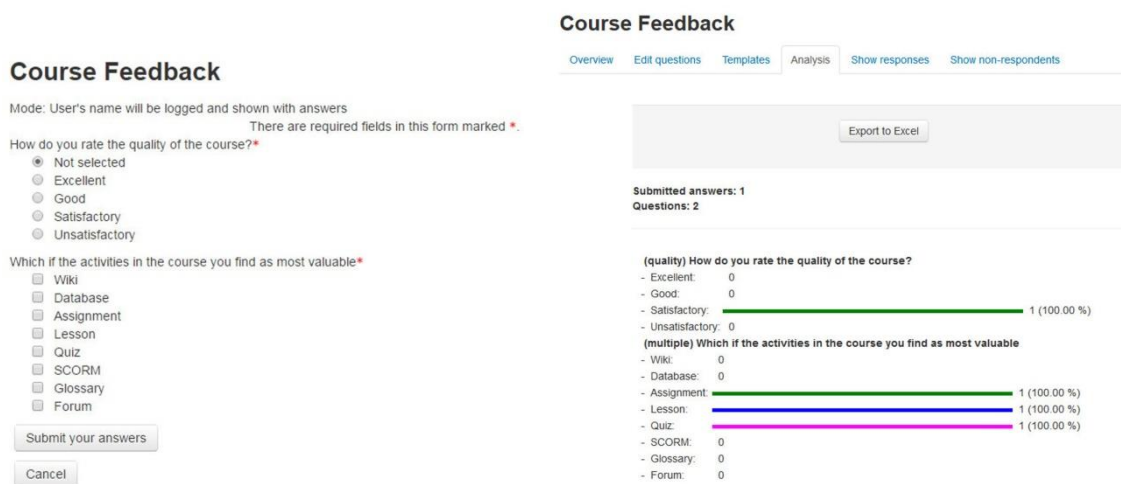 Course Feedback
Mode: User's name will be logged and shown with answers
There are required fields in this form marked *.
How do you rate the quality of the course?*
Not selected
Excellent
Good
Satisfactory
Unsatisfactory
Which if the activities in the course you find as most valuable*
Wiki
Database
Assignment
Lesson
Quiz
SCORM
Glossary
Forum
Submit your answers
Cancel
Course Feedback
Overview Edit questions Templates Analysis Show responses Show non-respondents
Export to Excel
Submitted answers: 1
Questions: 2
(quality) How do you rate the quality of the course?
- Excellent: 0
- Good: 0
- Satisfactory: 1 (100.00 %)
- Unsatisfactory: 0
(multiple) Which if the activities in the course you find as most valuable
- Wiki: 0
- Database: 0
- Assignment: 1 (100.00 %)
- Lesson: 1 (100.00 %)
- Quiz: 1 (100.00 %)
- SCORM: 0
- Glossary: 0
- Forum: 0